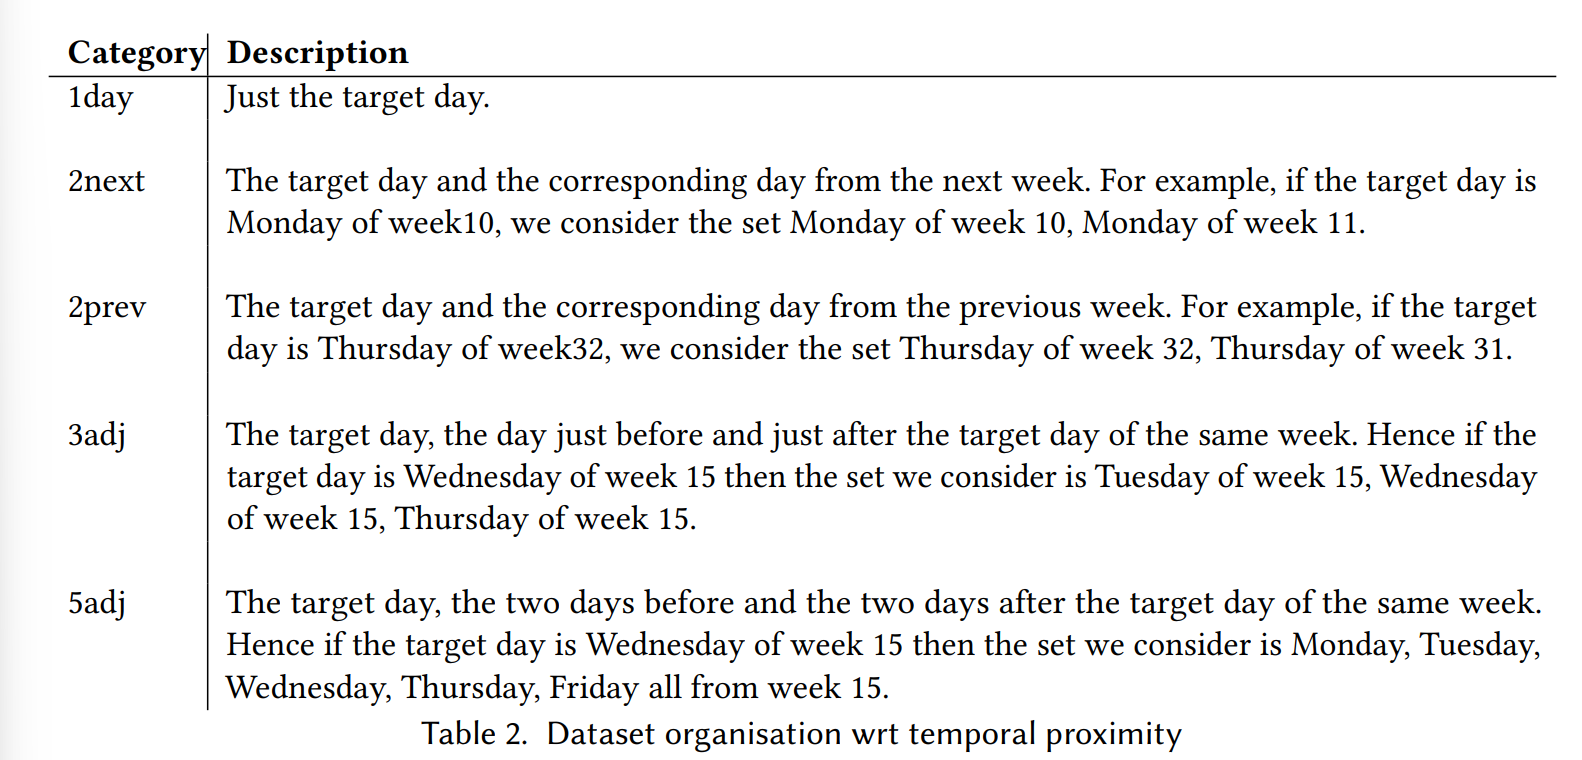 Category Description
1day Just the target day.
2next The target day and the corresponding day from the next week. For example, if the target day is
Monday of week10, we consider the set Monday of week 10, Monday of week 11.
2prev The target day and the corresponding day from the previous week. For example, if the target
day is Thursday of week32, we consider the set Thursday of week 32, Thursday of week 31.
3adj The target day, the day just before and just after the target day of the same week. Hence if the
target day is Wednesday of week 15 then the set we consider is Tuesday of week 15, Wednesday
of week 15, Thursday of week 15.
5adj The target day, the two days before and the two days after the target day of the same week.
Hence if the target day is Wednesday of week 15 then the set we consider is Monday, Tuesday,
Wednesday, Thursday, Friday all from week 15.
Table 2. Dataset organisation wrt temporal proximity